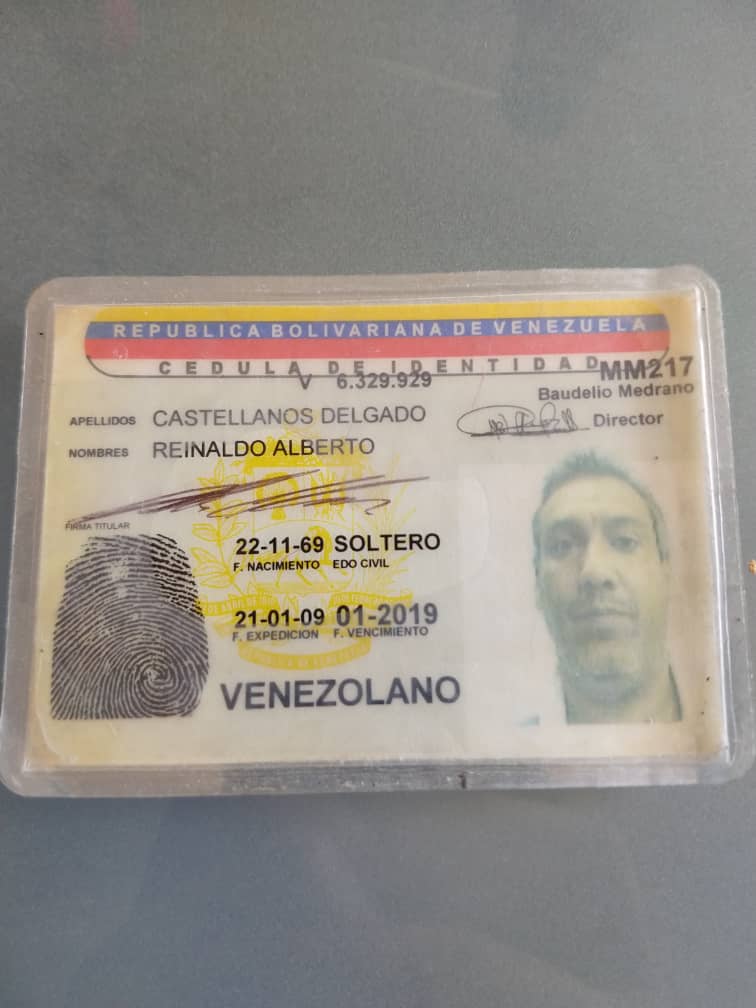 REPUBLICA BOLIVARIANA DE VENEZUELA
CEDULA DE IDENTIDAD MM217
V 6.329.929
Baudelio Medrano
Director
APELLIDOS CASTELLANOS DELGADO
NOMBRES REINALDO ALBERTO
FIRMA TITULAR
22-11-69 SOLTERO
F. NACIMIENTO EDO CIVIL
21-01-09 01-2019
F. EXPEDICION F. VENCIMIENTO
VENEZOLANO